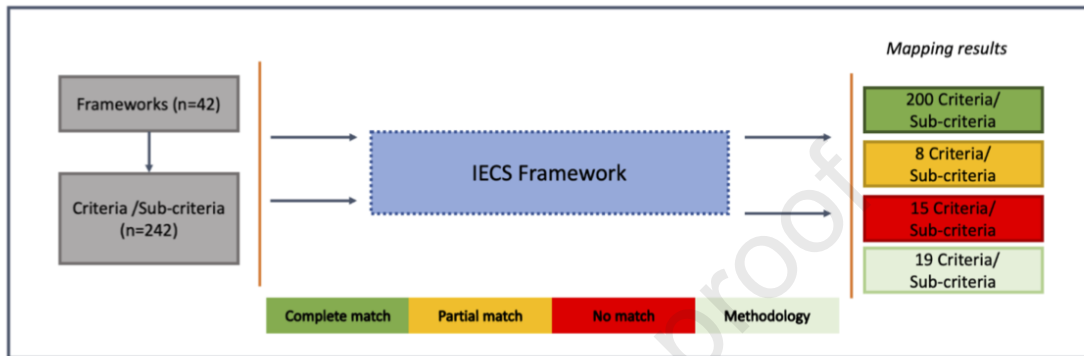 Mapping results
Frameworks (n=42)
Criteria /Sub-criteria
(n=242)
IECS Framework
200 Criteria/
Sub-criteria
8 Criteria/
Sub-criteria
15 Criteria/
Sub-criteria
19 Criteria/
Sub-criteria
Complete match
Partial match
No match
Methodology
proof